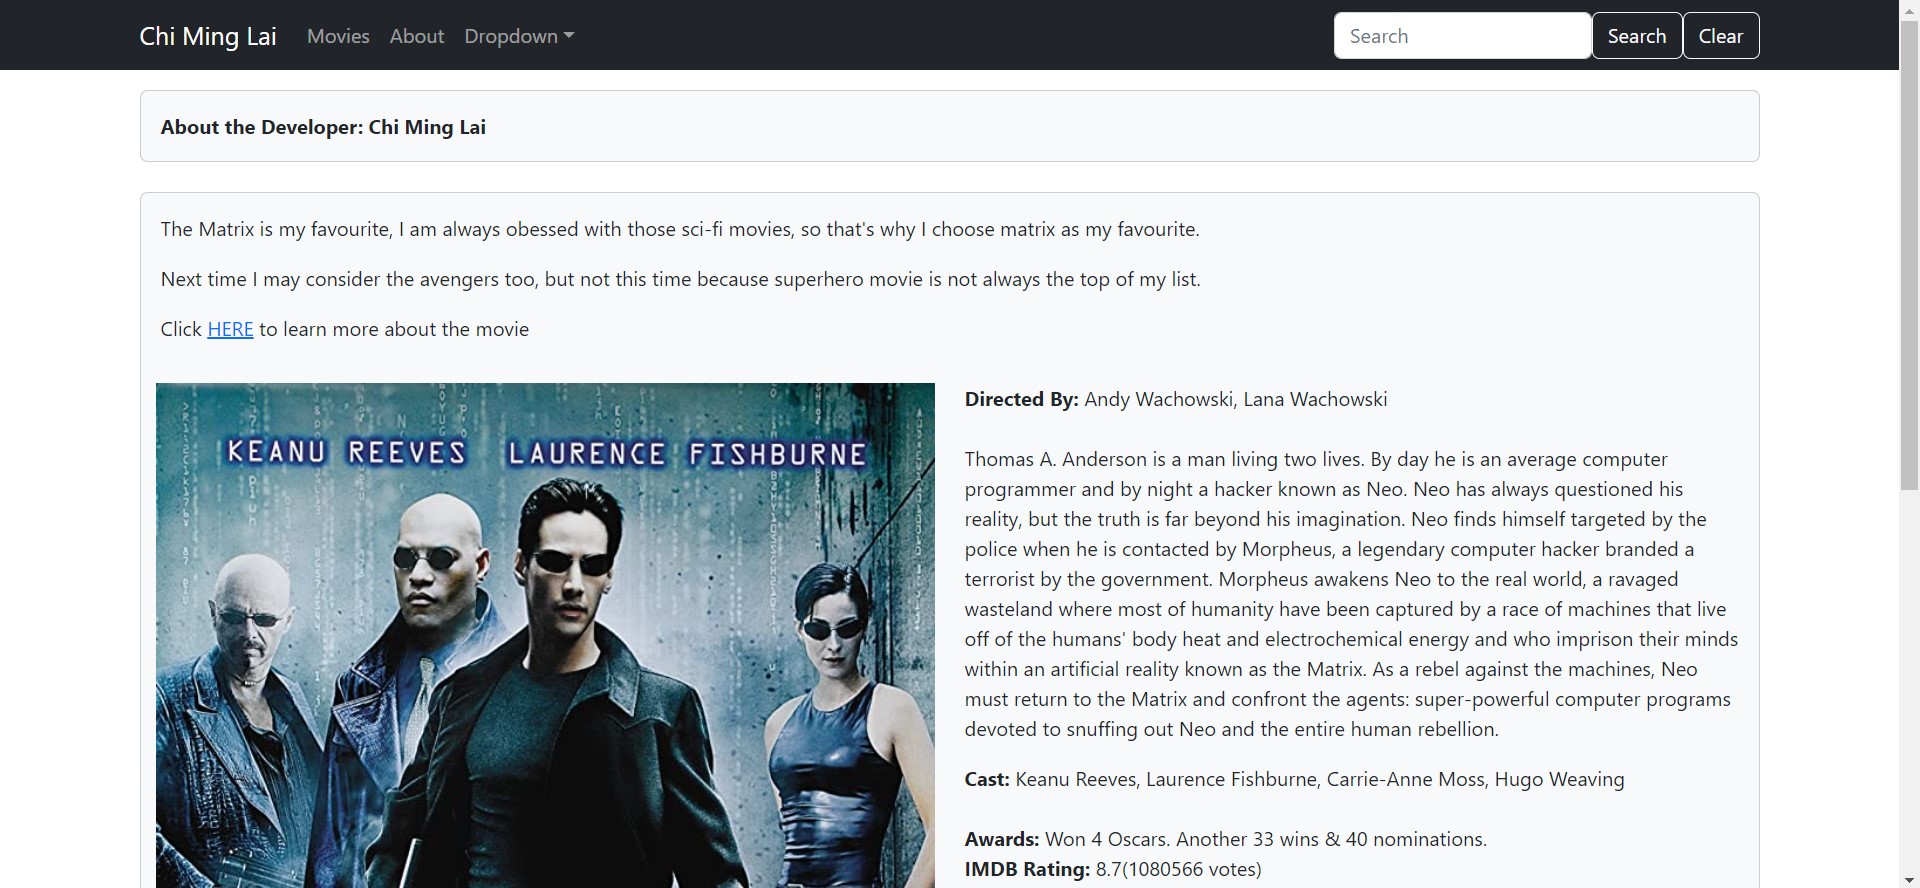 Chi Ming Lai Movies About Dropdown Search Search Clear
About the Developer: Chi Ming Lai
The Matrix is my favourite, I am always obessed with those sci-fi movies, so that's why I choose matrix as my favourite.
Next time I may consider the avengers too, but not this time because superhero movie is not always the top of my list.
Click HERE to learn more about the movie
KEANU REEVES LAURENCE FISHBURNE
Directed By: Andy Wachowski, Lana Wachowski
Thomas A. Anderson is a man living two lives. By day he is an average computer
programmer and by night a hacker known as Neo. Neo has always questioned his
reality, but the truth is far beyond his imagination. Neo finds himself targeted by the
police when he is contacted by Morpheus, a legendary computer hacker branded a
terrorist by the government. Morpheus awakens Neo to the real world, a ravaged
wasteland where most of humanity have been captured by a race of machines that live
off of the humans' body heat and electrochemical energy and who imprison their minds
within an artificial reality known as the Matrix. As a rebel against the machines, Neo
must return to the Matrix and confront the agents: super-powerful computer programs
devoted to snuffing out Neo and the entire human rebellion.
Cast: Keanu Reeves, Laurence Fishburne, Carrie-Anne Moss, Hugo Weaving
Awards: Won 4 Oscars. Another 33 wins & 40 nominations.
IMDB Rating: 8.7(1080566 votes)